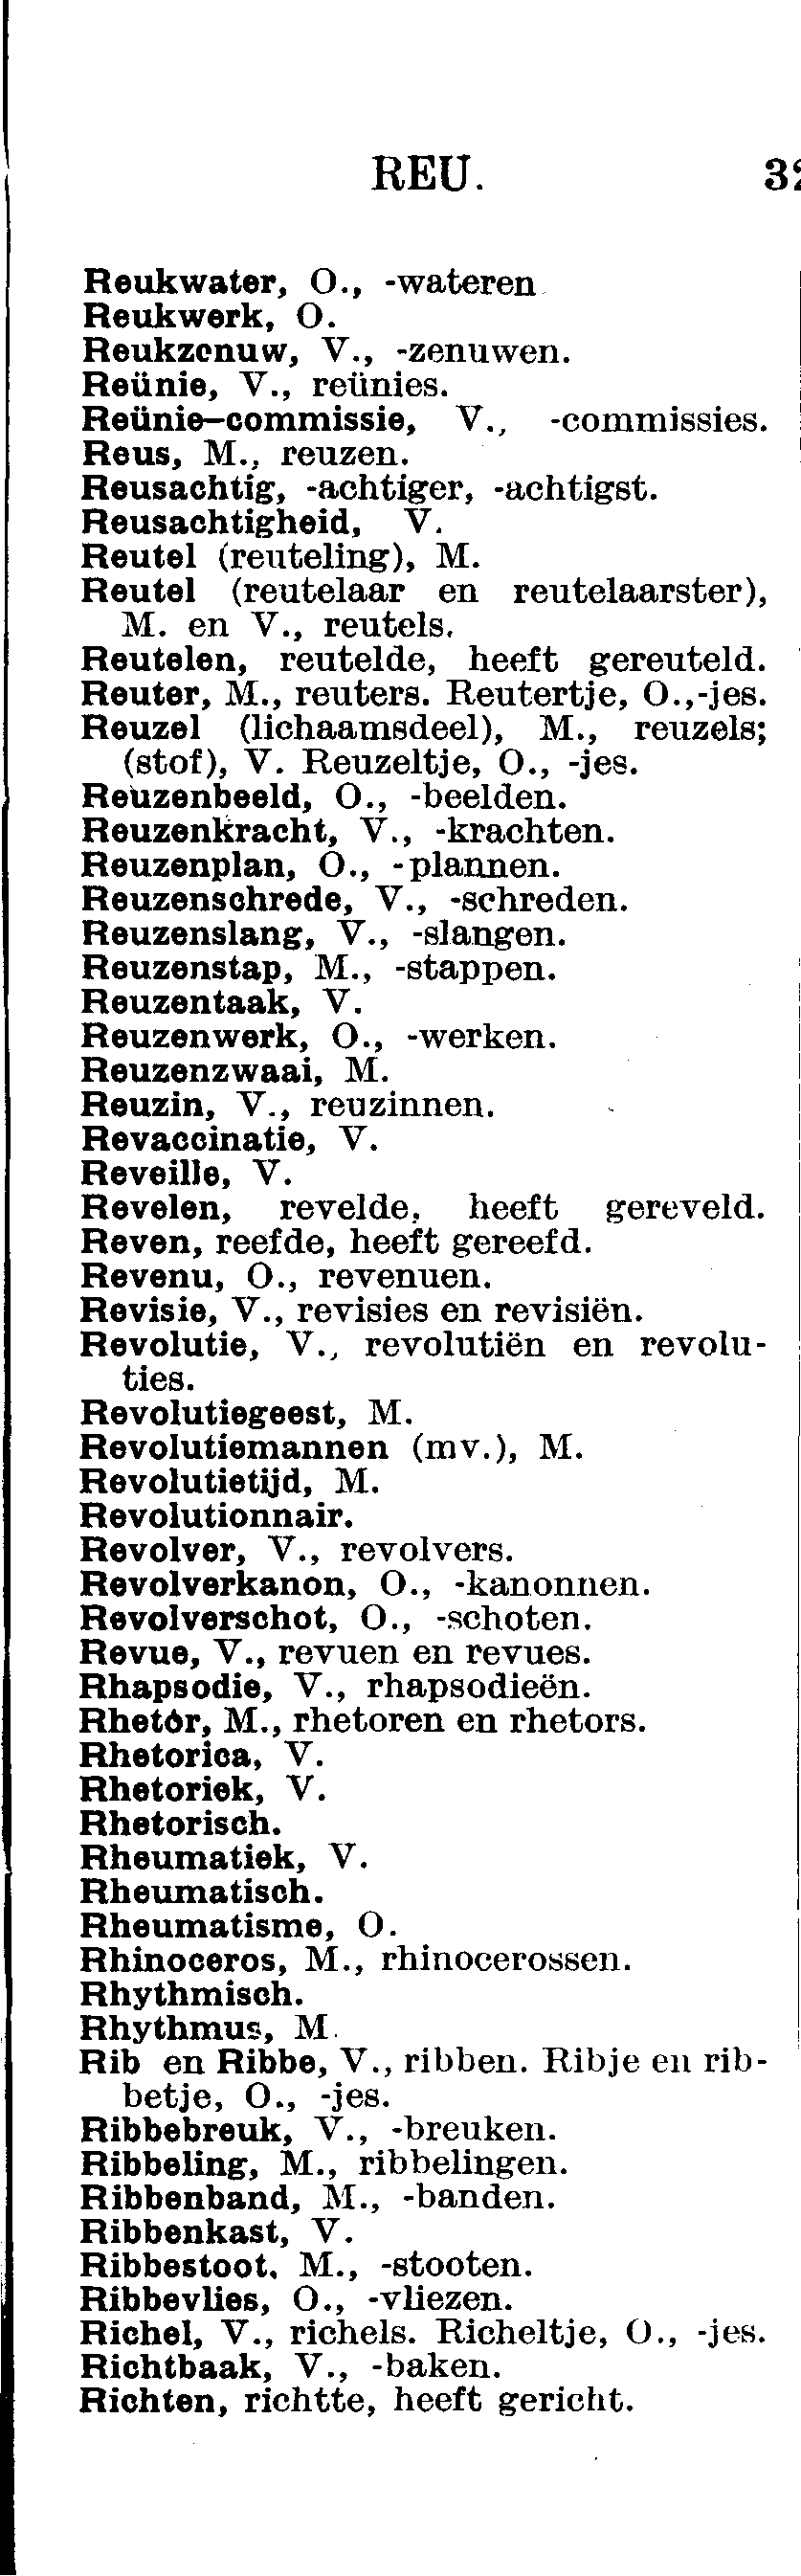 REU.
Reukwater, O., -wateren
Reukwerk, O.
Reukzenuw, V., -zenuwen.
Reünie, V., reünies.
Reünie-commissie, V., -commissies.
Reus, M., reuzen.
Reusachtig, -achtiger, -achtigst.
Reusachtigheid, V.
Reutel (reuteling), M.
Reutel (reutelaar en reutelaarster),
M. en V., reutels.
Reutelen, reutelde, heeft gereuteld.
Reuter, M., reuters. Reutertje, O.,-jes.
Reuzel (lichaamsdeel), M., reuzels;
(stof), V. Reuzeltje, O., -jes.
Reuzenbeeld, O., -beelden.
Reuzenkracht, V., -krachten.
Reuzenplan, O., -plannen.
Reuzenschrede, V., -schreden.
Reuzenslang, V., -slangen.
Reuzenstap, M., -stappen.
Reuzentaak, V.
Reuzenwerk, O., -werken.
Reuzenzwaai, M.
Reuzin, V., reuzinnen.
Revaccinatie, V.
Reveille, V.
Revelen, revelde, heeft gereveld.
Reven, reefde, heeft gereefd.
Revenu, O., revenuen.
Revisie, V., revisies en revisiën.
Revolutie, V., revolutiën en revolu-
ties.
Revolutiegeest, M.
Revolutiemannen (mv.), M.
Revolutietijd, M.
Revolutionnair.
Revolver, V., revolvers.
Revolverkanon, O., -kanonnen.
Revolverschot, O., -schoten.
Revue, V., revuen en revues.
Rhapsodie, V., rhapsodieën.
Rhetór, M., rhetoren en rhetors.
Rhetorica, V.
Rhetoriek, V.
Rhetorisch.
Rheumatiek, V.
Rheumatisch.
Rheumatisme, O.
Rhinoceros, M., rhinocerossen.
Rhythmisch.
Rhythmus, M.
Rib en Ribbe, V., ribben. Ribje en rib-
betje, O., -jes.
Ribbebreuk, V., -breuken.
Ribbeling, M., ribbelingen.
Ribbenband, M., -banden.
Ribbenkast, V.
Ribbestoot, M., -stooten.
Ribbevlies, O., -vliezen.
Richel, V., richels. Richeltje, O., -jes.
Richtbaak, V., -baken.
Richten, richtte, heeft gericht.